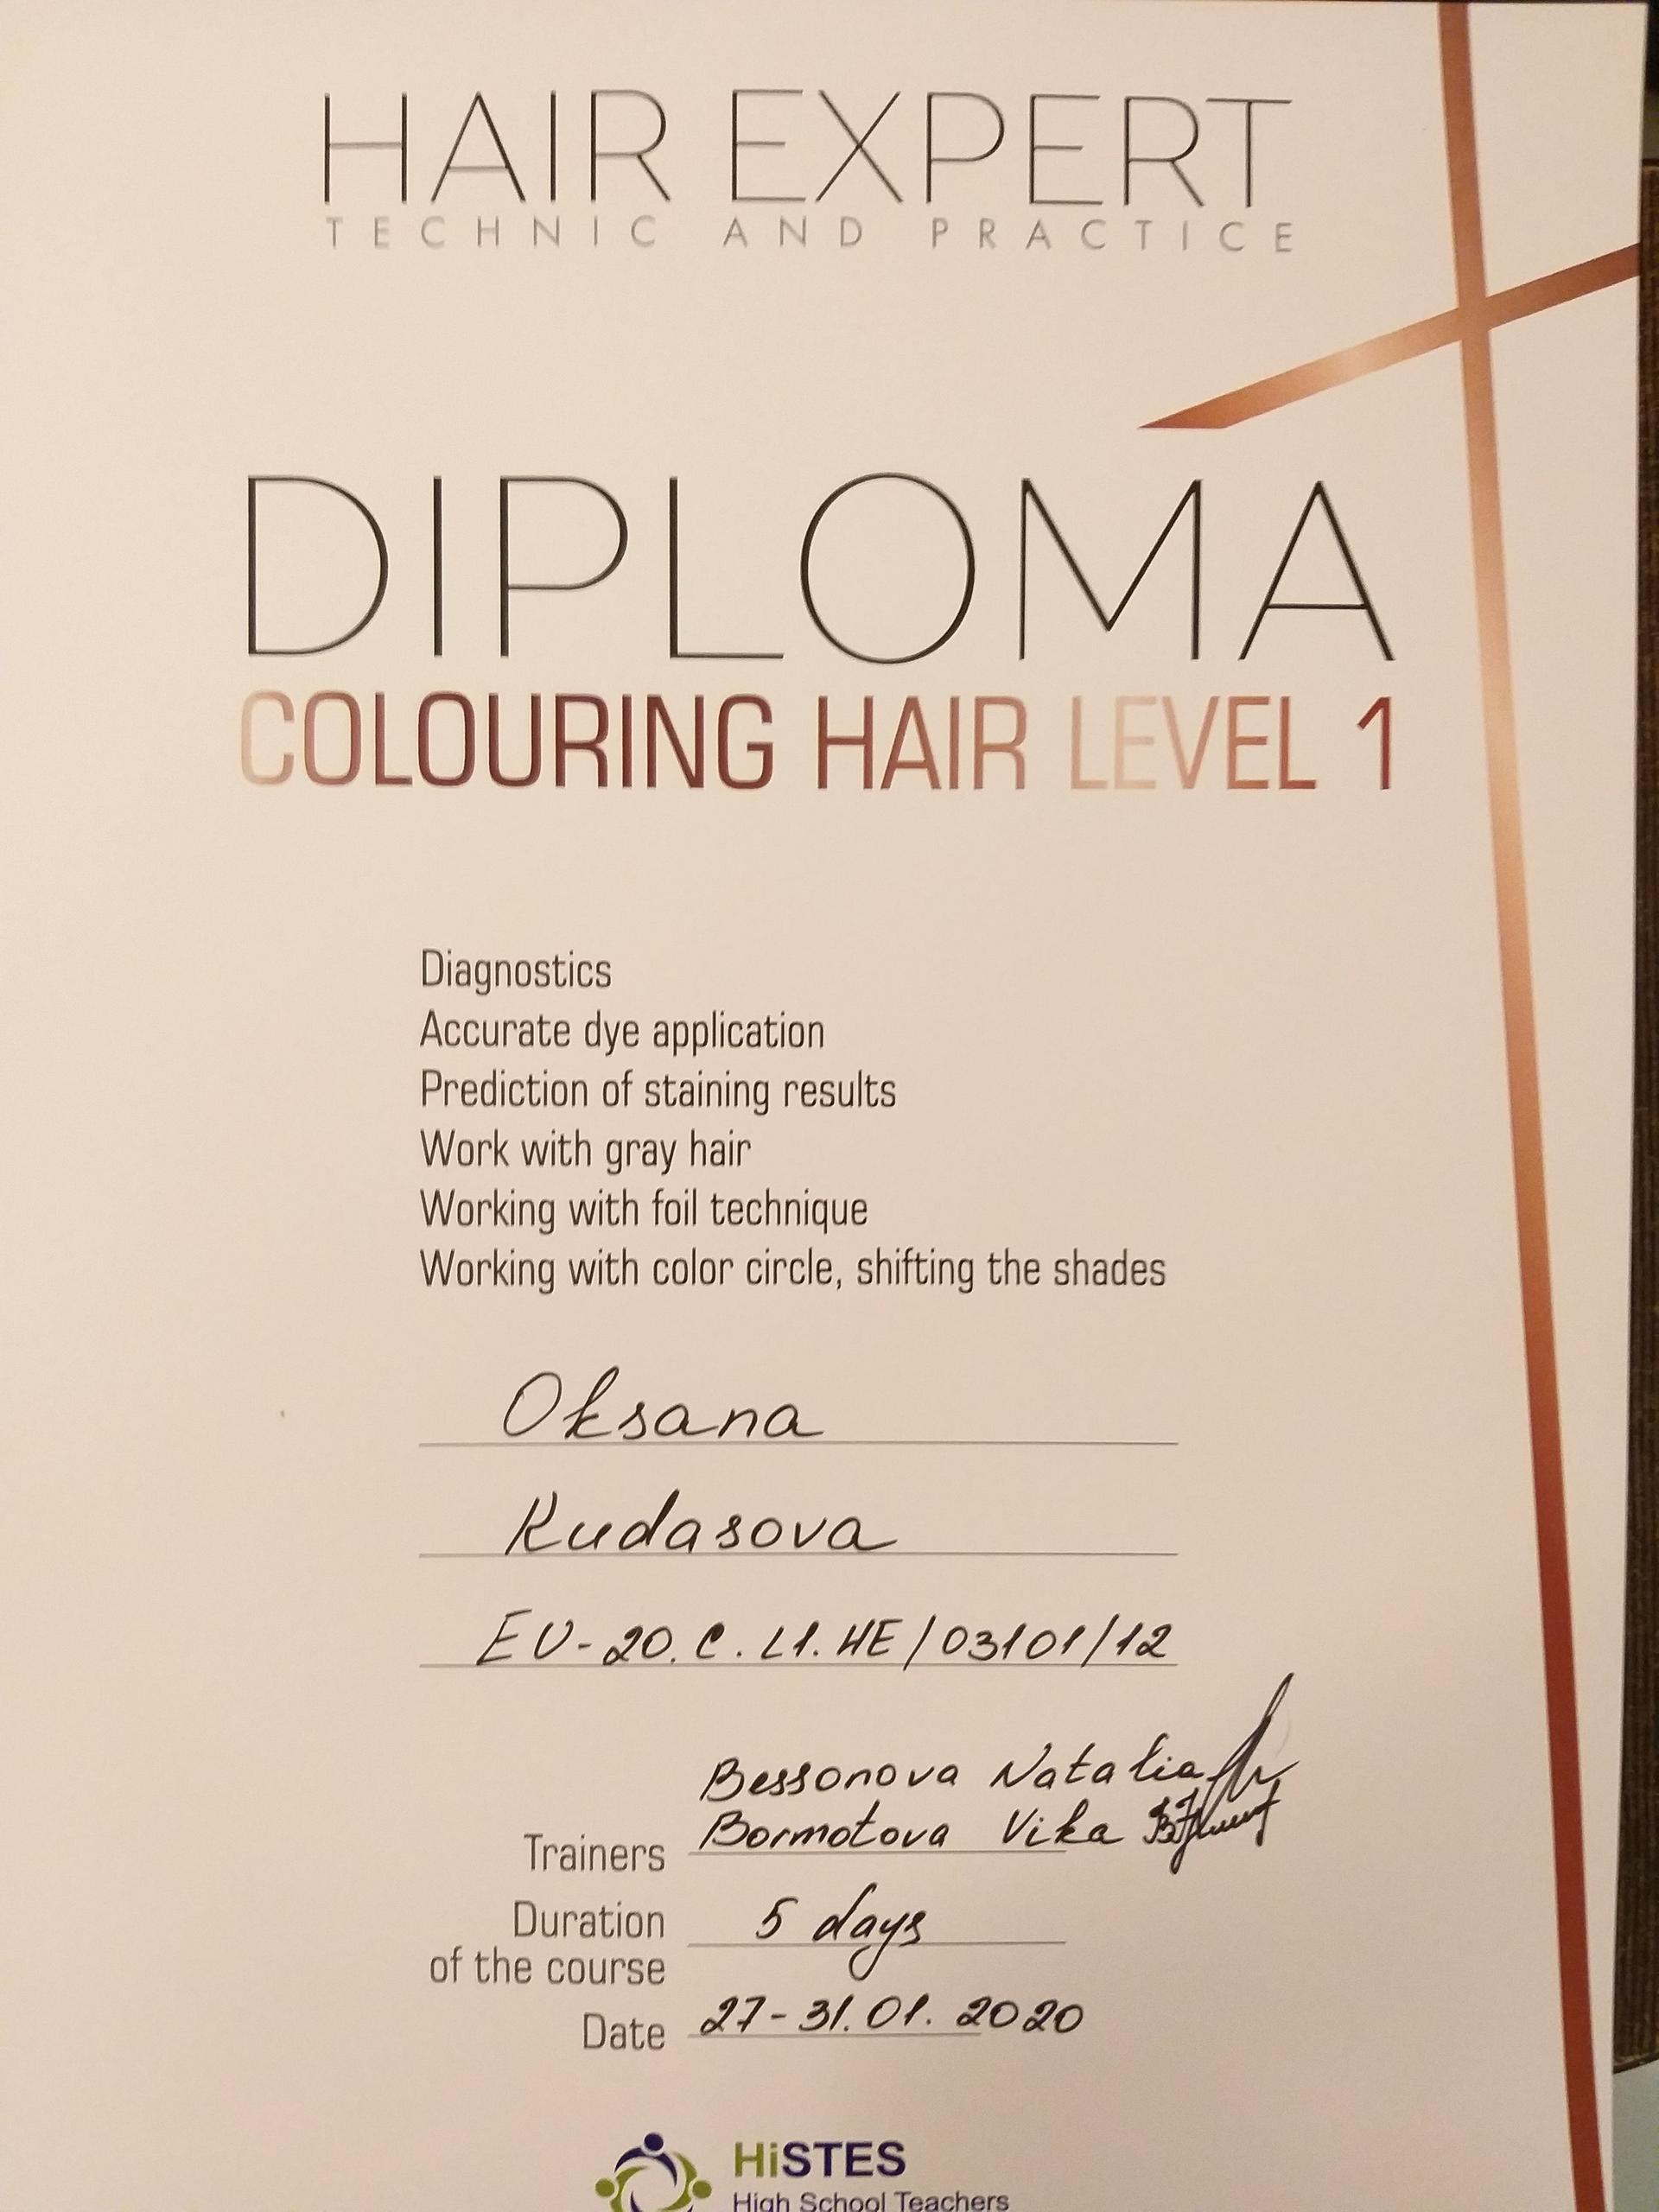 HAIR EXPERT
TECHNIC AND PRACTICE
DIPLOMA
COLOURING HAIR LEVEL 1
Diagnostics
Accurate dye application
Prediction of staining results
Work with gray hair
Working with foil technique
Working with color circle, shifting the shades
Oksana
Kudasova
EU-20.C.L1.HE/03101/12
Bessonova Natalia
Trainers Bormotova Vika
Duration 5 days
of the course
Date 27-31.01.2020
HiSTES
High School Teachers